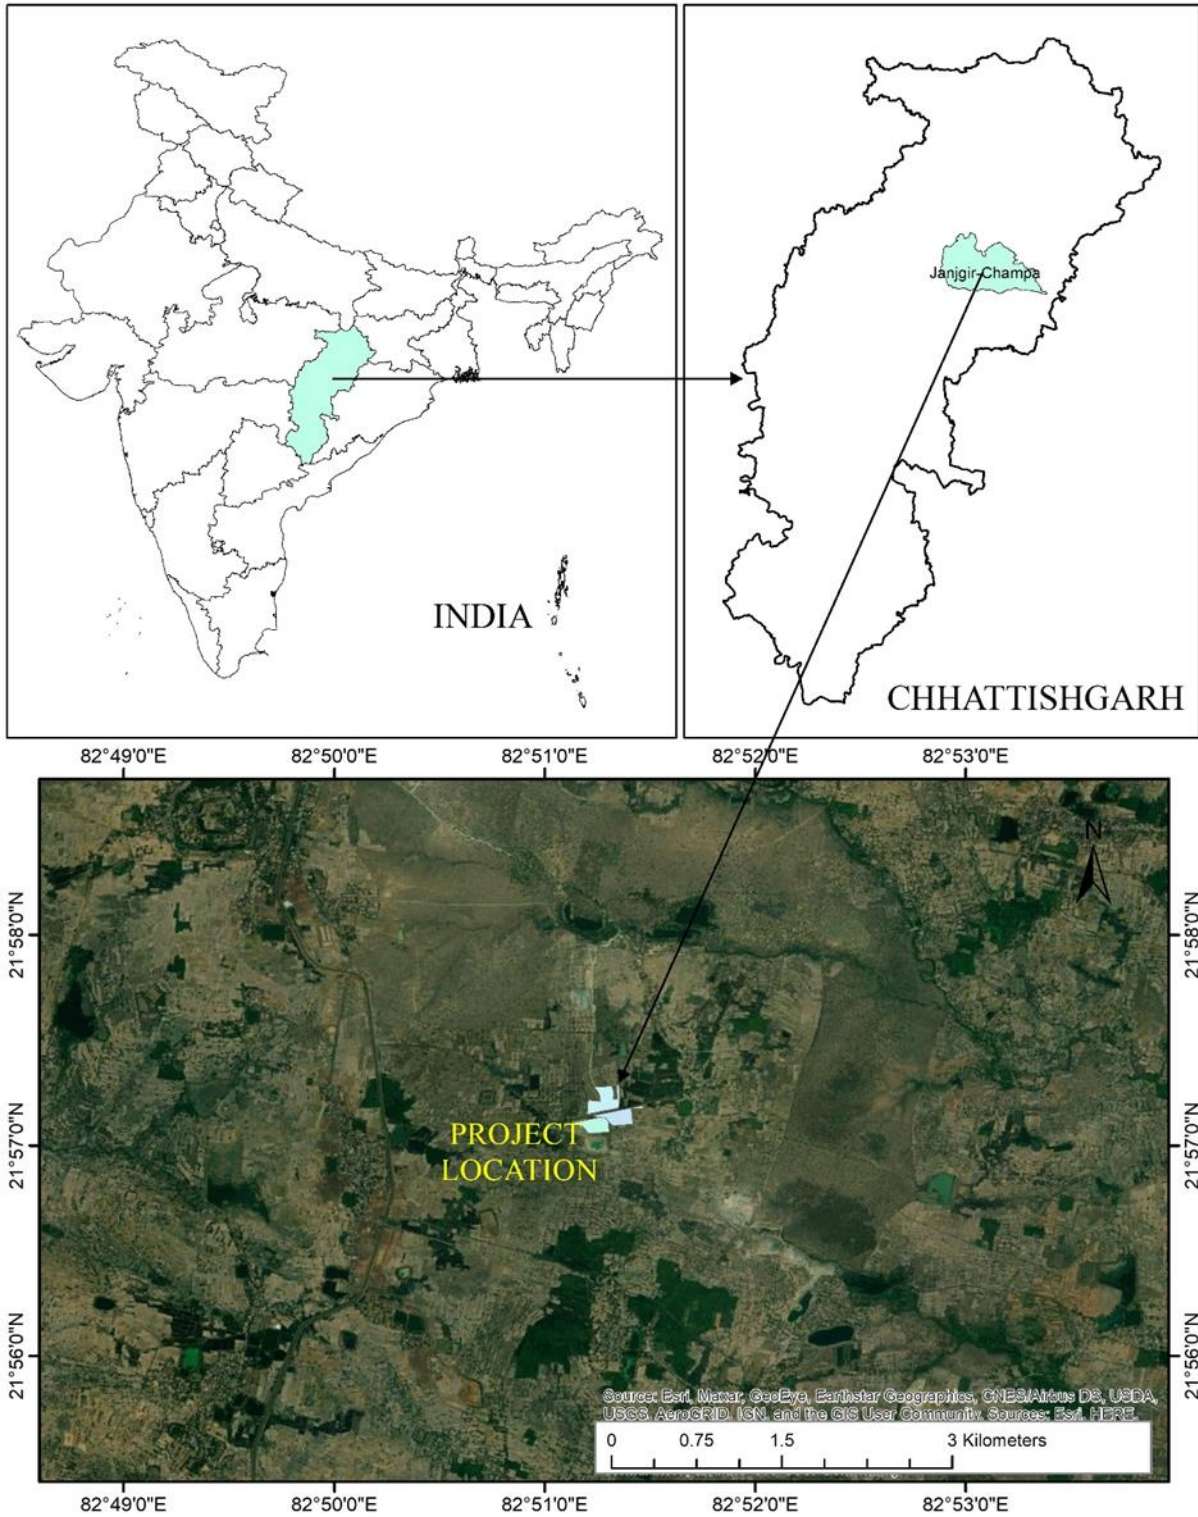 INDIA
Janjgir-Champa
CHHATTISHGARH
82°49'0"E 82°50'0"E 82°51'0"E 82°52'0"E 82°53'0"E
N
21°58'0"N 21°58'0"N
21°57'0"N 21°57'0"N
PROJECT
LOCATION
21°56'0"N 21°56'0"N
Source: Esri, Maxar, GeoEye, Earthstar Geographics, CNES/Airbus DS, USDA,
USGS, AeroGRID, IGN, and the GIS User Community, Sources: Esri, HERE,
0 0.75 1.5 3 Kilometers
82°49'0"E 82°50'0"E 82°51'0"E 82°52'0"E 82°53'0"E